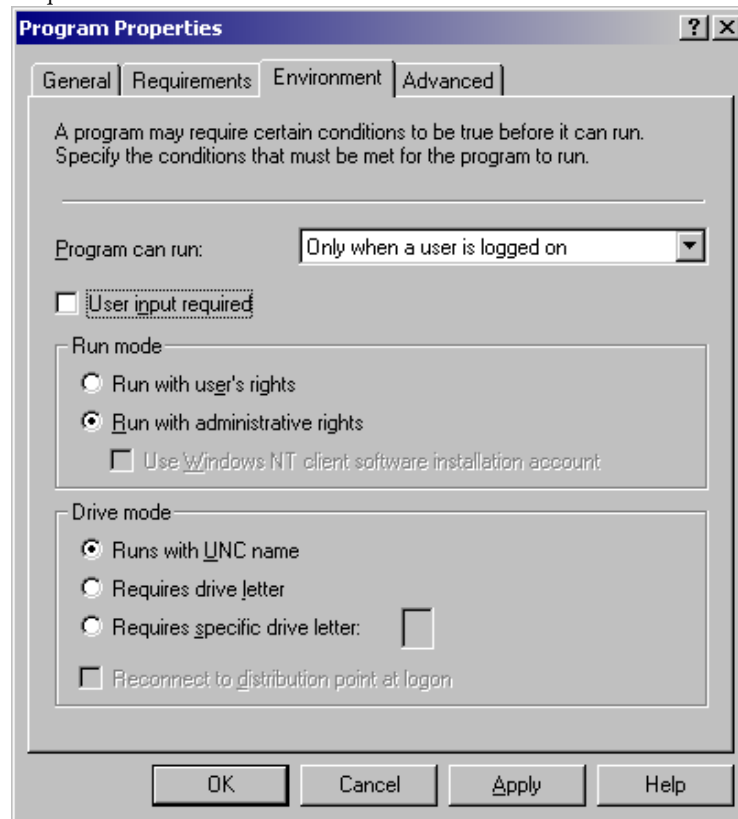 Program Properties
General Requirements Environment Advanced
A program may require certain conditions to be true before it can run.
Specify the conditions that must be met for the program to run.
Program can run: Only when a user is logged on
User input required
Run mode
Run with user's rights
Run with administrative rights
Use Windows NT client software installation account
Drive mode
Runs with UNC name
Requires drive letter
Requires specific drive letter:
Reconnect to distribution point at logon
OK Cancel Apply Help